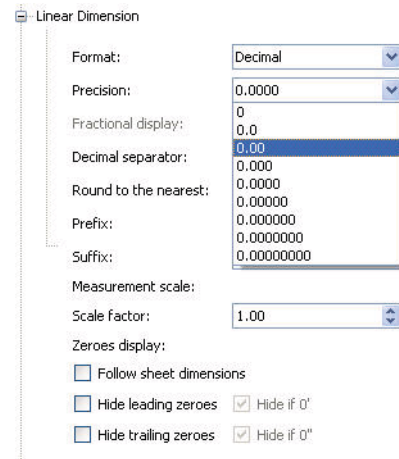 Linear Dimension
Format: Decimal
Precision: 0.0000
0
Fractional display: 0.0
0.00
Decimal separator: 0.000
0.0000
Round to the nearest: 0.00000
0.000000
Prefix: 0.0000000
Suffix: 0.00000000
Measurement scale:
Scale factor: 1.00
Zeroes display:
Follow sheet dimensions
Hide leading zeroes Hide if 0'
Hide trailing zeroes Hide if 0"